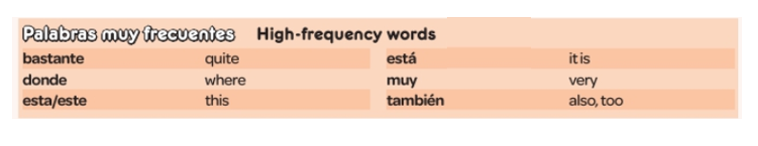 Palabras muy frecuentes High-frequency words
bastante quite está it is
donde where muy very
esta/este this también also, too